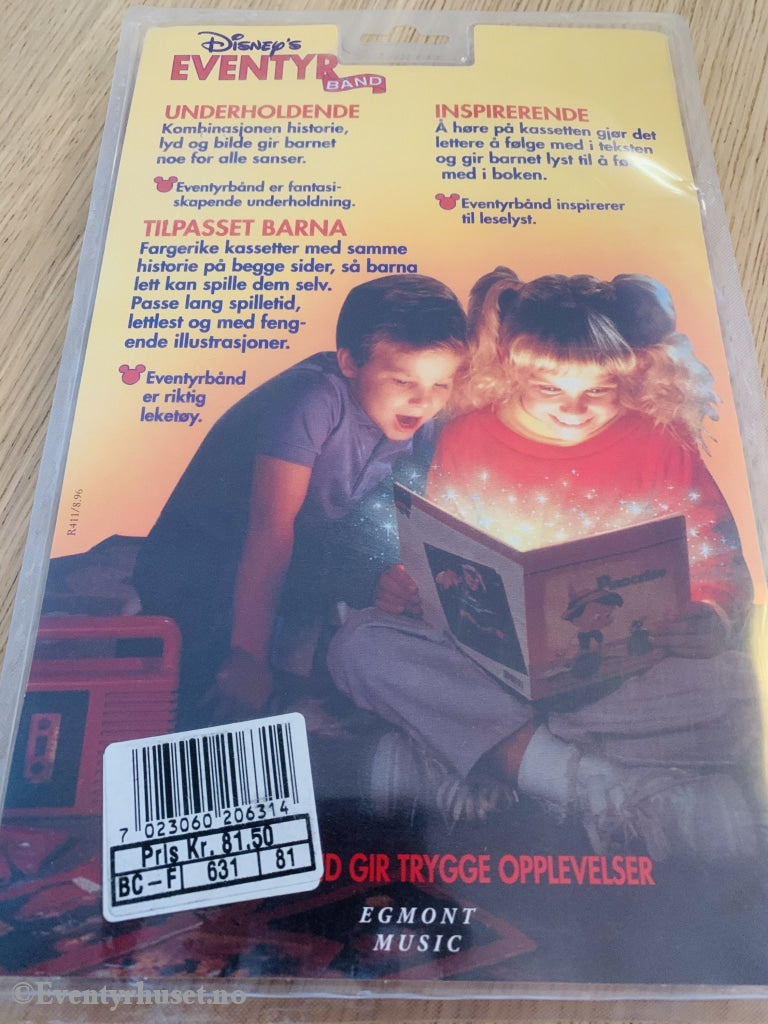 Disney's
EVENTYR
BAND
UNDERHOLDENDE
Kombinasjonen historie,
lyd og bilde gir barnet
noe for alle sanser.
Eventyrbånd er fantasi-
skapende underholdning.
TILPASSET BARNA
Fargerike kassetter med samme
historie på begge sider, så barna
lett kan spille dem selv.
Passe lang spilletid,
lettlest og med feng-
ende illustrasjoner.
Eventyrbånd
er riktig
leketøy.
INSPIRERENDE
Å høre på kassetten gjør det
lettere å følge med i teksten
og gir barnet lyst til å
med i boken.
Eventyrbånd inspirerer
til leselyst.
R411/8.96
Pinocchio
7 023060 206314
Pris Kr. 81.50
BC-F 631 81
D GIR TRYGGE OPPLEVELSER
EGMONT
MUSIC
©Eventyrhuset.no